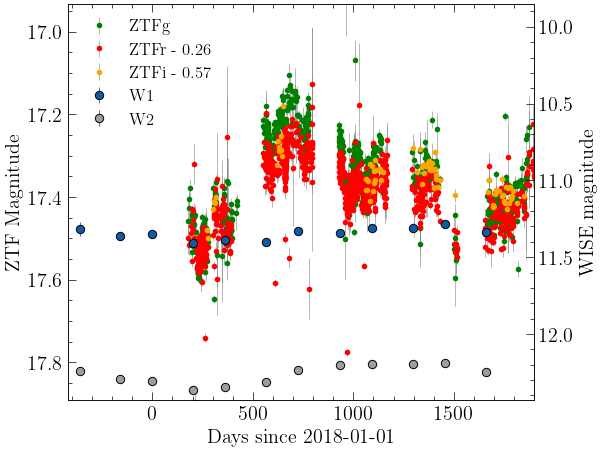 ZTFg
ZTFr - 0.26
ZTFi - 0.57
W1
W2
17.0
17.2
17.4
17.6
17.8
ZTF Magnitude
10.0
10.5
11.0
11.5
12.0
WISE magnitude
0 500 1000 1500
Days since 2018-01-01